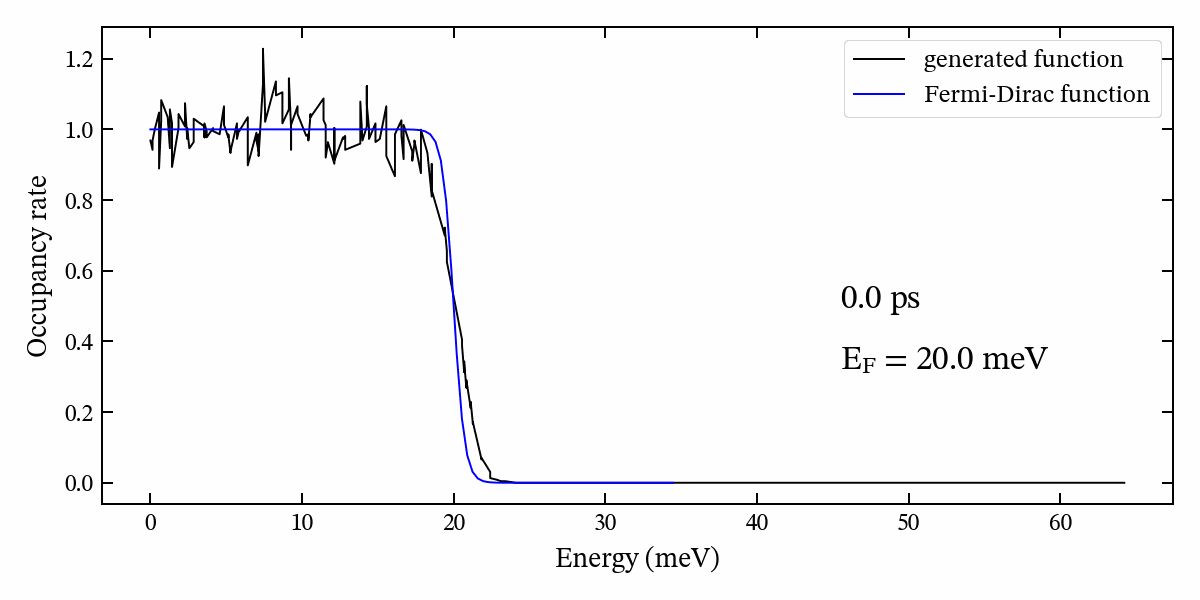 generated function
Fermi-Dirac function
1.2
1.0
0.8
0.6
0.4
0.2
0.0
Occupancy rate
0.0 ps
E_F = 20.0 meV
0 10 20 30 40 50 60
Energy (meV)